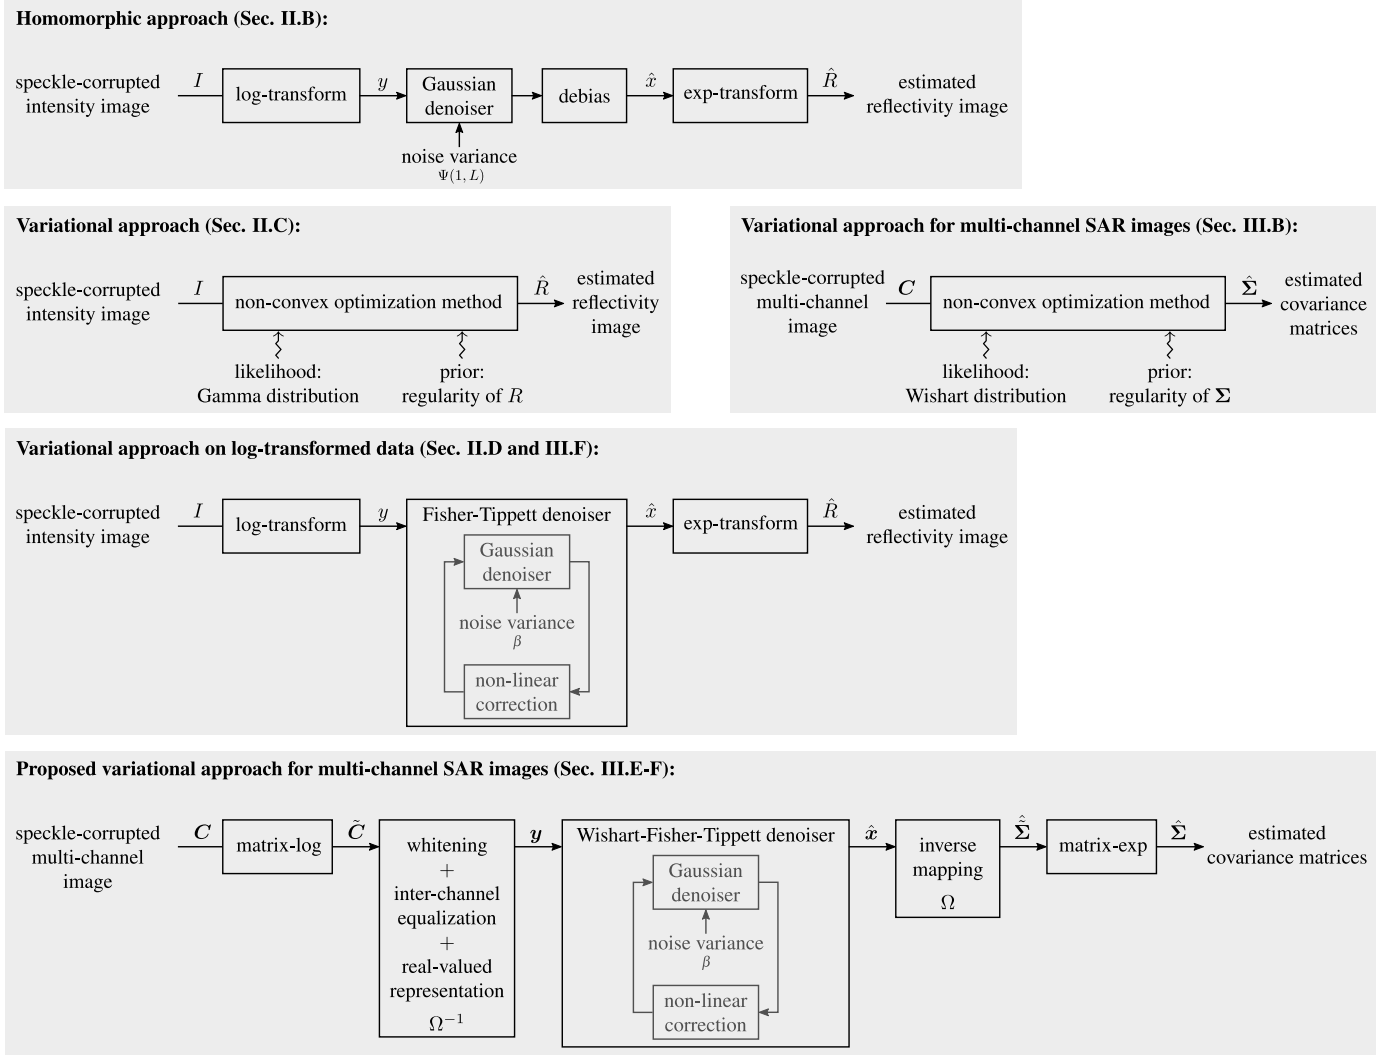 Homomorphic approach (Sec. II.B):
speckle-corrupted
intensity image
I
log-transform
y
Gaussian
denoiser
debias
x̂
exp-transform
R̂
estimated
reflectivity image
noise variance
Ψ(1, L)
Variational approach (Sec. II.C):
speckle-corrupted
intensity image
I
non-convex optimization method
R̂
estimated
reflectivity
image
likelihood:
Gamma distribution
prior:
regularity of R
Variational approach for multi-channel SAR images (Sec. III.B):
speckle-corrupted
multi-channel
image
C
non-convex optimization method
Σ̂
estimated
covariance
matrices
likelihood:
Wishart distribution
prior:
regularity of Σ
Variational approach on log-transformed data (Sec. II.D and III.F):
speckle-corrupted
intensity image
I
log-transform
y
Fisher-Tippett denoiser
Gaussian
denoiser
noise variance
β
non-linear
correction
x̂
exp-transform
R̂
estimated
reflectivity image
Proposed variational approach for multi-channel SAR images (Sec. III.E-F):
speckle-corrupted
multi-channel
image
C
matrix-log
C̃
whitening
+
inter-channel
equalization
+
real-valued
representation
Ω⁻¹
y
Wishart-Fisher-Tippett denoiser
Gaussian
denoiser
noise variance
β
non-linear
correction
x̂
inverse
mapping
Ω
Σ̃̂
matrix-exp
Σ̂
estimated
covariance matrices